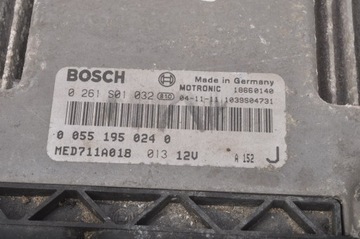 BOSCH Made in Germany
MOTRONIC 10660140
0 261 S01 032 04-11-11 1039S04731
0 055 195 024 0
MED711A018 013 12V A 152 J